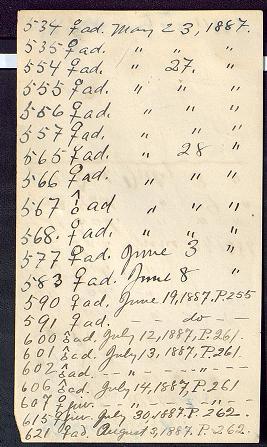 534 ♀ ad. May 23, 1887.
535 ♀ ad. " " "
554 ♀ ad. " 27. "
555 ♀ ad. " " "
556 ♀ ad. " " "
557 ♀ ad. " " "
565 ♀ ad. " 28 "
566 ♀ ad. " " "
567 ♂ ad " " "
568. ♀ ad. " " "
577 ♀ ad. June 3 "
583 ♀ ad. June 8 "
590 ♀ ad. June 19, 1887. P. 255
591 ♀ ad. - - do - -
600 ♂ ad. July 12, 1887, P. 261.
601 ♂ ad. July 13, 1887, P. 261
602 ♂ ad. - " - - " - - " -
606 ♂ ad. July 14, 1887, P. 261
607 ♀ juv. - " - - " - - " -
615 ♀ juv. July 30, 1887. P. 262.
621 ♀ ad. August 3, 1887. P. 262.